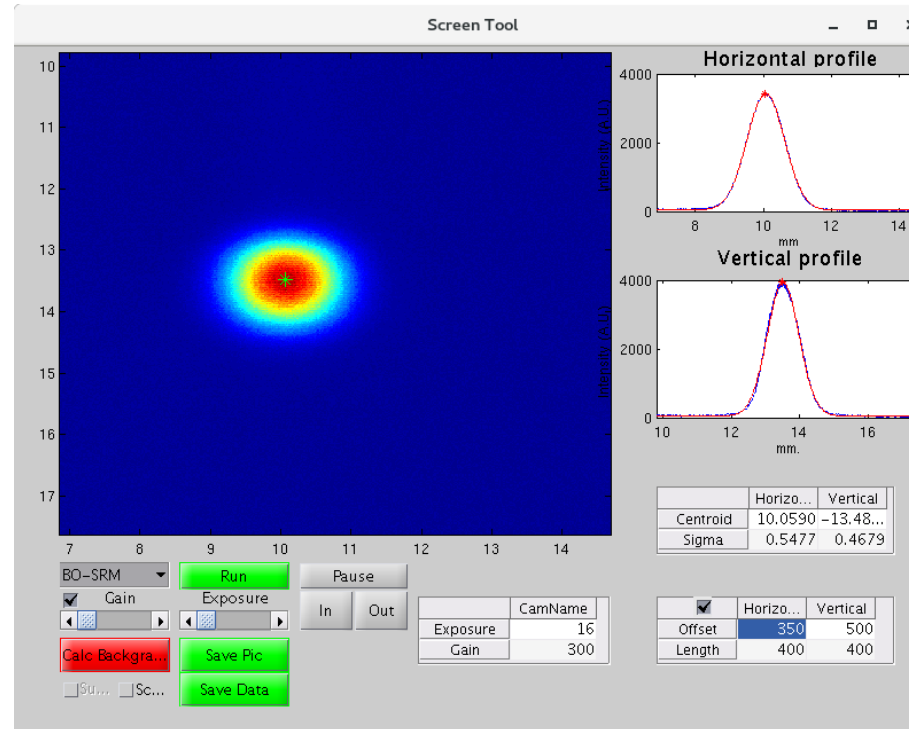 Screen Tool
Horizontal profile
4000
2000
0
Intensity (A.U.)
8 10 12 14
mm
Vertical profile
4000
2000
0
Intensity (A.U.)
10 12 14 16
mm.
10
11
12
13
14
15
16
17
7 8 9 10 11 12 13 14
Horizo... Vertical
Centroid 10.0590 −13.48...
Sigma 0.5477 0.4679
BO−SRM Run Pause
Gain Exposure
In Out
Calc Backgra... Save Pic
Su... Sc... Save Data
CamName
Exposure 16
Gain 300
Horizo... Vertical
Offset 350 500
Length 400 400